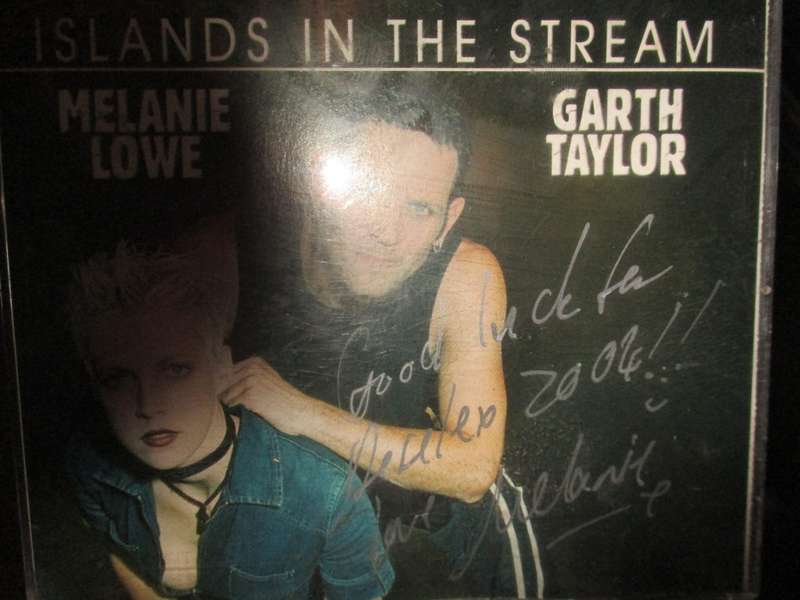 ISLANDS IN THE STREAM
MELANIE
LOWE
GARTH
TAYLOR
Good luck for
2004!!
Love Melanie x